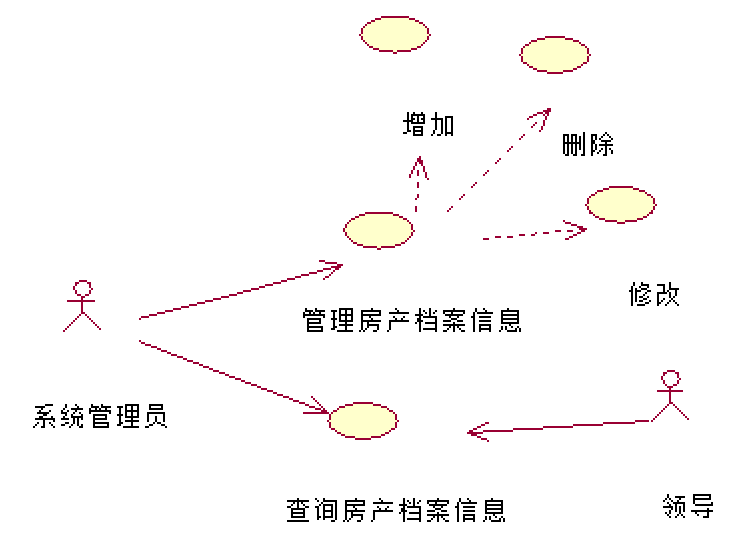 增加
删除
修改
管理房产档案信息
系统管理员
查询房产档案信息
领导